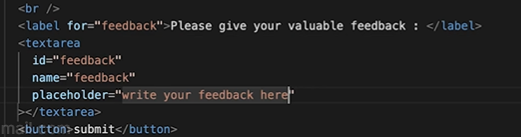 <br />
<label for="feedback">Please give your valuable feedback : </label>
<textarea
id="feedback"
name="feedback"
placeholder="write your feedback here"
></textarea>
<button>submit</button>